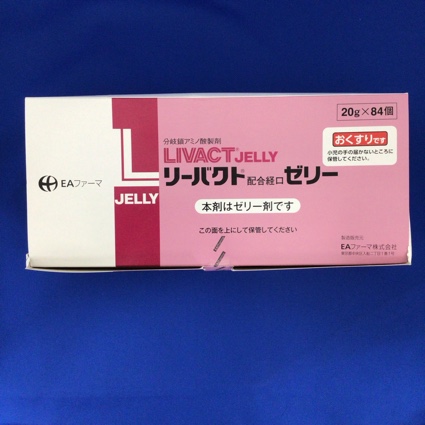 20g×84個
分岐鎖アミノ酸製剤
LIVACT® JELLY
リーバクト®配合経口ゼリー
おくすりです
小児の手の届かないところに
保管してください。
EAファーマ
L
JELLY
本剤はゼリー剤です
この面を上にして保管してください
製造販売元
EAファーマ株式会社